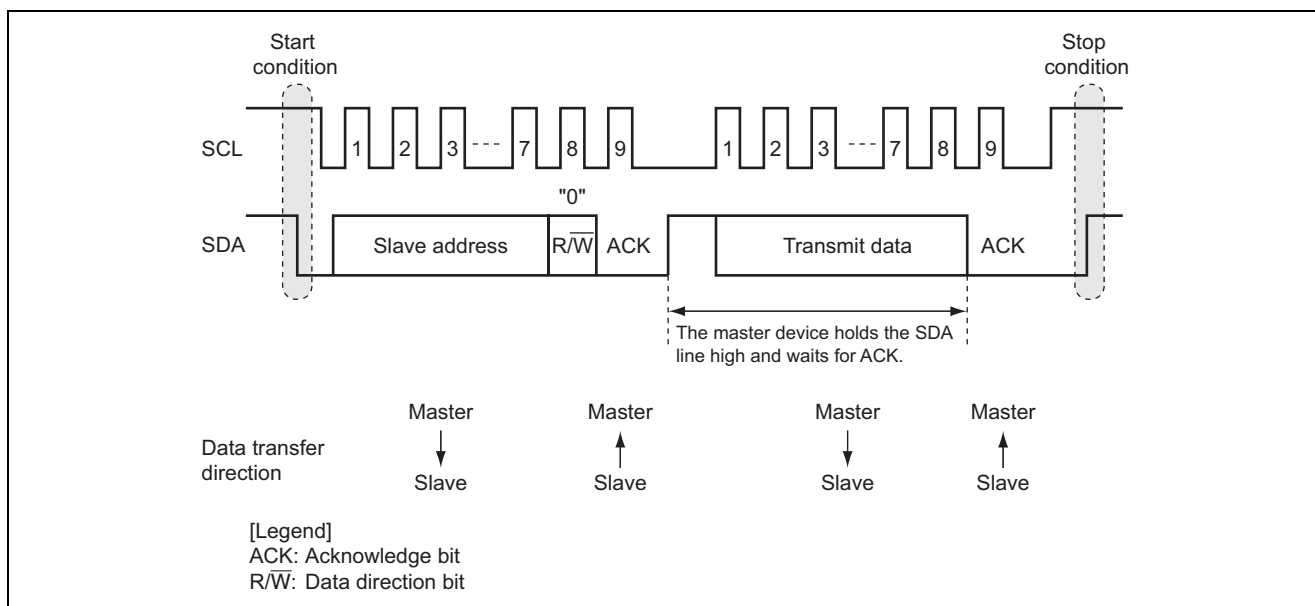 Start
condition
Stop
condition
SCL
1 2 3 ---- 7 8 9 1 2 3 ---- 7 8 9
"0"
SDA
Slave address R/W̅ ACK Transmit data ACK
The master device holds the SDA
line high and waits for ACK.
Master Master Master Master
Data transfer
direction
Slave Slave Slave Slave
[Legend]
ACK: Acknowledge bit
R/W̅: Data direction bit